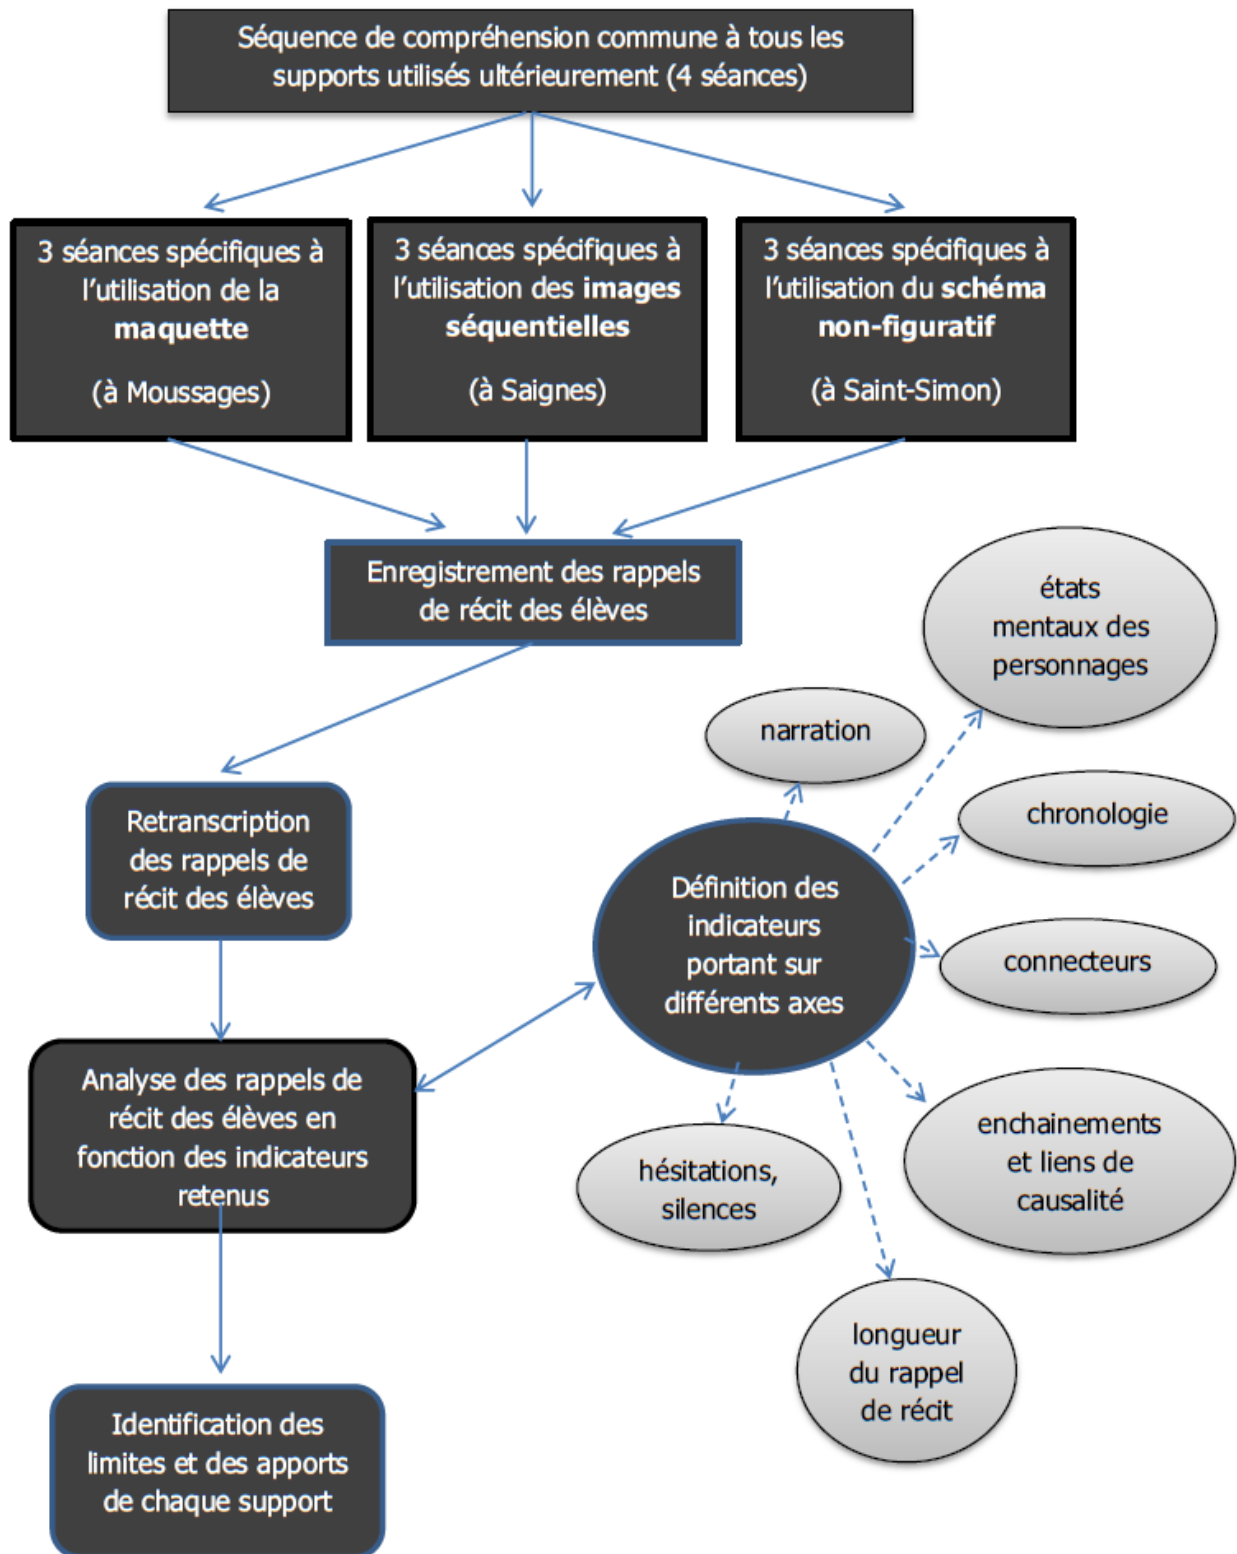 Séquence de compréhension commune à tous les
supports utilisés ultérieurement (4 séances)
3 séances spécifiques à
l'utilisation de la
maquette
(à Moussages)
3 séances spécifiques à
l'utilisation des images
séquentielles
(à Saignes)
3 séances spécifiques à
l'utilisation du schéma
non-figuratif
(à Saint-Simon)
Enregistrement des rappels
de récit des élèves
états
mentaux des
personnages
narration
chronologie
Retranscription
des rappels de
récit des élèves
Définition des
indicateurs
portant sur
différents axes
connecteurs
Analyse des rappels de
récit des élèves en
fonction des indicateurs
retenus
enchainements
et liens de
causalité
hésitations,
silences
longueur
du rappel
de récit
Identification des
limites et des apports
de chaque support